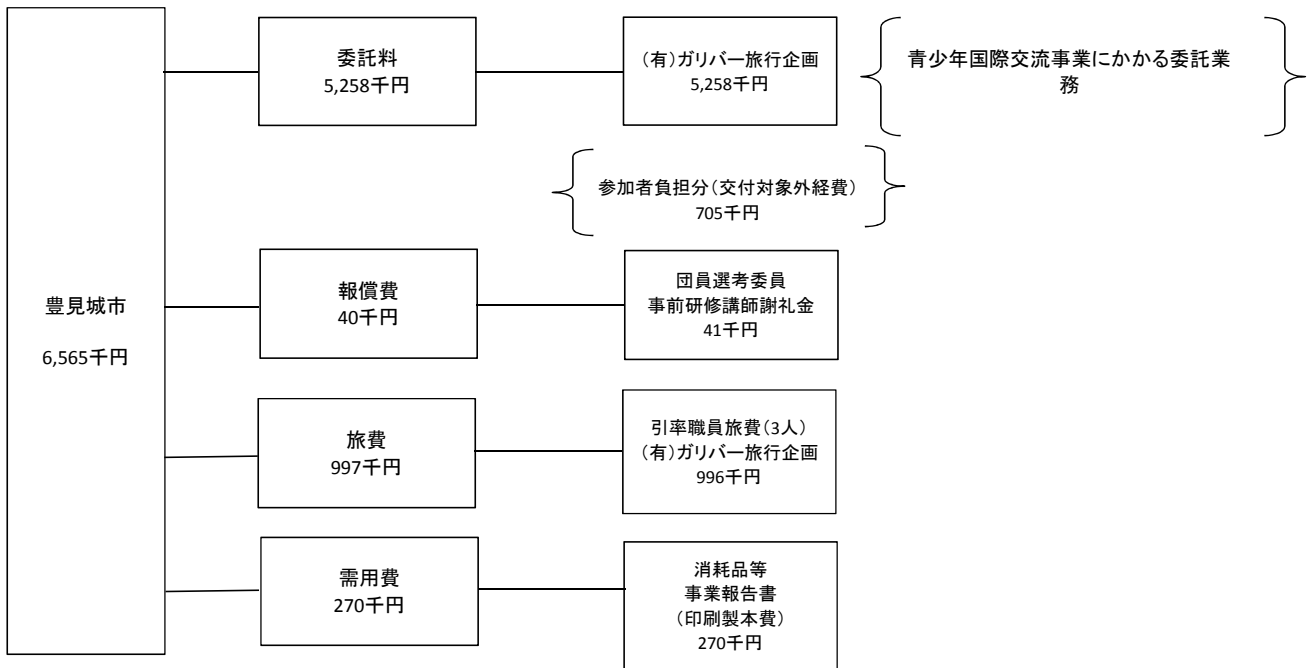 豊見城市
6,565千円
委託料
5,258千円
(有)ガリバー旅行企画
5,258千円
青少年国際交流事業にかかる委託業
務
参加者負担分(交付対象外経費)
705千円
報償費
40千円
団員選考委員
事前研修講師謝礼金
41千円
旅費
997千円
引率職員旅費(3人)
(有)ガリバー旅行企画
996千円
需用費
270千円
消耗品等
事業報告書
(印刷製本費)
270千円